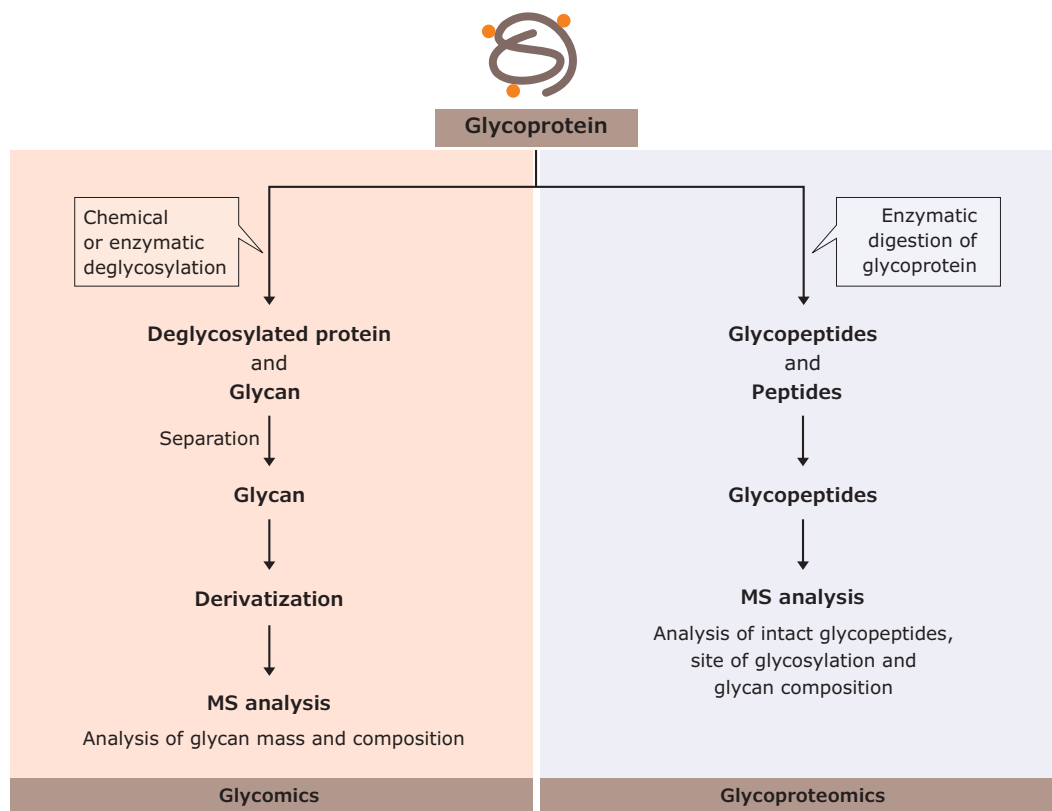 Glycoprotein
Chemical
or enzymatic
deglycosylation
Deglycosylated protein
and
Glycan
Separation
Glycan
Derivatization
MS analysis
Analysis of glycan mass and composition
Glycomics
Enzymatic
digestion of
glycoprotein
Glycopeptides
and
Peptides
Glycopeptides
MS analysis
Analysis of intact glycopeptides,
site of glycosylation and
glycan composition
Glycoproteomics